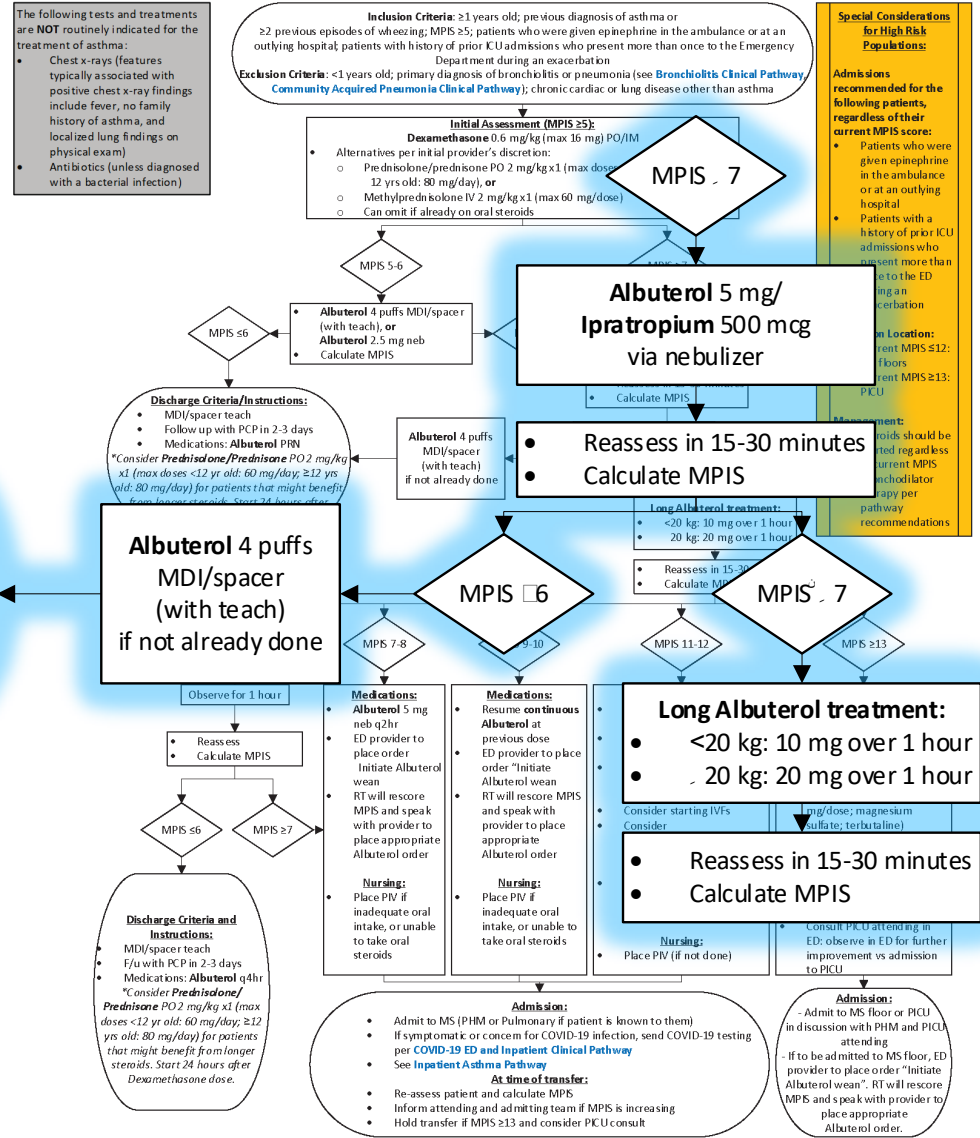 The following tests and treatments
are NOT routinely indicated for the
treatment of asthma:
• Chest x-rays (features
typically associated with
positive chest x-ray findings
include fever, no family
history of asthma, and
localized lung findings on
physical exam)
• Antibiotics (unless diagnosed
with a bacterial infection)
Inclusion Criteria: ≥1 years old; previous diagnosis of asthma or
≥2 previous episodes of wheezing; MPIS ≥5; patients who were given epinephrine in the ambulance or at an
outlying hospital; patients with history of prior ICU admissions who present more than once to the Emergency
Department during an exacerbation
Exclusion Criteria: <1 years old; primary diagnosis of bronchiolitis or pneumonia (see Bronchiolitis Clinical Pathway,
Community Acquired Pneumonia Clinical Pathway); chronic cardiac or lung disease other than asthma
Special Considerations
for High Risk
Populations:
Admissions
recommended for the
following patients,
regardless of their
current MPIS score:
• Patients who were
given epinephrine
in the ambulance
or at an outlying
hospital
• Patients with a
history of prior ICU
admissions who
present more than
to the ED
an
MPIS ≤12:
floors
MPIS ≥13:
PICU
should be
regardless
MPIS
per
pathway
recommendations
Initial Assessment (MPIS ≥5):
Dexamethasone 0.6 mg/kg (max 16 mg) PO/IM
• Alternatives per initial provider's discretion:
o Prednisolone/prednisone PO 2 mg/kg x1 (max doses
12 yrs old: 80 mg/day), or
o Methylprednisolone IV 2 mg/kg x1 (max 60 mg/dose)
o Can omit if already on oral steroids
MPIS 7
MPIS 5-6
Albuterol 5 mg/
Ipratropium 500 mcg
via nebulizer
MPIS ≤6
• Albuterol 4 puffs MDI/spacer
(with teach), or
Albuterol 2.5 mg neb
• Calculate MPIS
• Calculate MPIS
Discharge Criteria/Instructions:
• MDI/spacer teach
• Follow up with PCP in 2-3 days
• Medications: Albuterol PRN
*Consider Prednisolone/Prednisone PO 2 mg/kg
x1 (max doses <12 yr old: 60 mg/day; ≥12 yrs
old: 80 mg/day) for patients that might benefit
from longer steroids. Start 24 hours after
Albuterol 4 puffs
MDI/spacer
(with teach)
if not already done
• Reassess in 15-30 minutes
• Calculate MPIS
Long Albuterol treatment:
• <20 kg: 10 mg over 1 hour
• 20 kg: 20 mg over 1 hour
• Reassess in 15-30
• Calculate
Albuterol 4 puffs
MDI/spacer
(with teach)
if not already done
MPIS 6
MPIS 7
MPIS 7-8
9-10
MPIS 11-12
MPIS ≥13
Observe for 1 hour
• Reassess
• Calculate MPIS
MPIS ≤6
MPIS ≥7
Medications:
• Albuterol 5 mg
neb q2hr
• ED provider to
place order
Initiate Albuterol
wean
• RT will rescore
MPIS and speak
with provider to
place appropriate
Albuterol order
Nursing:
• Place PIV if
inadequate oral
intake, or unable
to take oral
steroids
Medications:
• Resume continuous
Albuterol at
previous dose
• ED provider to place
order "Initiate
Albuterol wean
• RT will rescore MPIS
and speak with
provider to place
appropriate
Albuterol order
Nursing:
• Place PIV if
inadequate oral
intake, or unable to
take oral steroids
Long Albuterol treatment:
• <20 kg: 10 mg over 1 hour
• 20 kg: 20 mg over 1 hour
• Consider starting IVFs
• Consider
mg/dose; magnesium
sulfate; terbutaline)
• Reassess in 15-30 minutes
• Calculate MPIS
Nursing:
• Place PIV (if not done)
• Consult PICU attending in
ED: observe in ED for further
improvement vs admission
to PICU
Discharge Criteria and
Instructions:
• MDI/spacer teach
• F/u with PCP in 2-3 days
• Medications: Albuterol q4hr
*Consider Prednisolone/
Prednisone PO 2 mg/kg x1 (max
doses <12 yr old: 60 mg/day; ≥12
yrs old: 80 mg/day) for patients
that might benefit from longer
steroids. Start 24 hours after
Dexamethasone dose.
Admission:
• Admit to MS (PHM or Pulmonary if patient is known to them)
• If symptomatic or concern for COVID-19 infection, send COVID-19 testing
per COVID-19 ED and Inpatient Clinical Pathway
• See Inpatient Asthma Pathway
At time of transfer:
• Re-assess patient and calculate MPIS
• Inform attending and admitting team if MPIS is increasing
• Hold transfer if MPIS ≥13 and consider PICU consult
Admission:
- Admit to MS floor or PICU
in discussion with PHM and PICU
attending
- If to be admitted to MS floor, ED
provider to place order "Initiate
Albuterol wean". RT will rescore
MPIS and speak with provider to
place appropriate
Albuterol order.